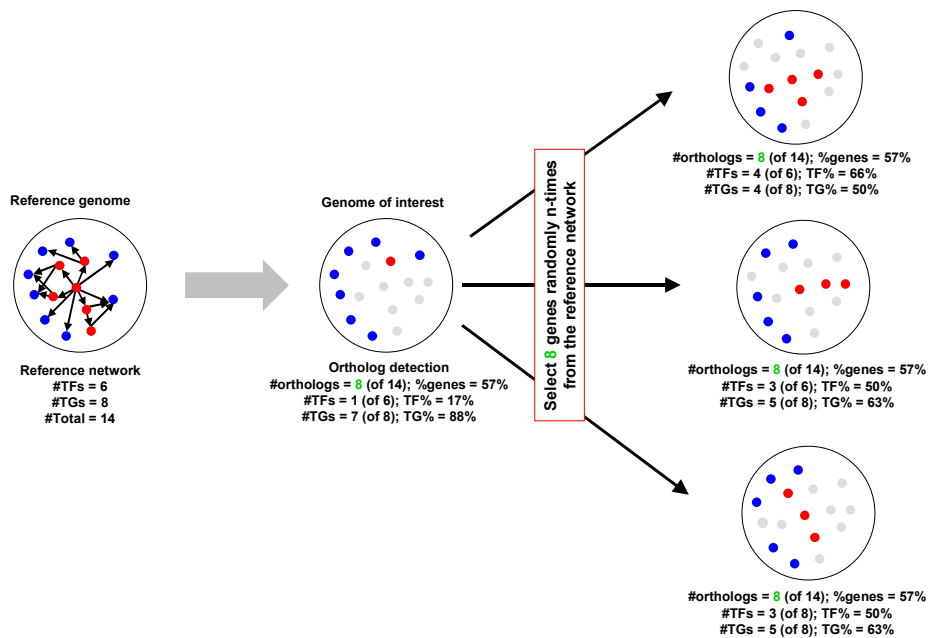 Reference genome
Reference network
#TFs = 6
#TGs = 8
#Total = 14
Genome of interest
Ortholog detection
#orthologs = 8 (of 14); %genes = 57%
#TFs = 1 (of 6); TF% = 17%
#TGs = 7 (of 8); TG% = 88%
Select 8 genes randomly n-times
from the reference network
#orthologs = 8 (of 14); %genes = 57%
#TFs = 4 (of 6); TF% = 66%
#TGs = 4 (of 8); TG% = 50%
#orthologs = 8 (of 14); %genes = 57%
#TFs = 3 (of 6); TF% = 50%
#TGs = 5 (of 8); TG% = 63%
#orthologs = 8 (of 14); %genes = 57%
#TFs = 3 (of 8); TF% = 50%
#TGs = 5 (of 8); TG% = 63%